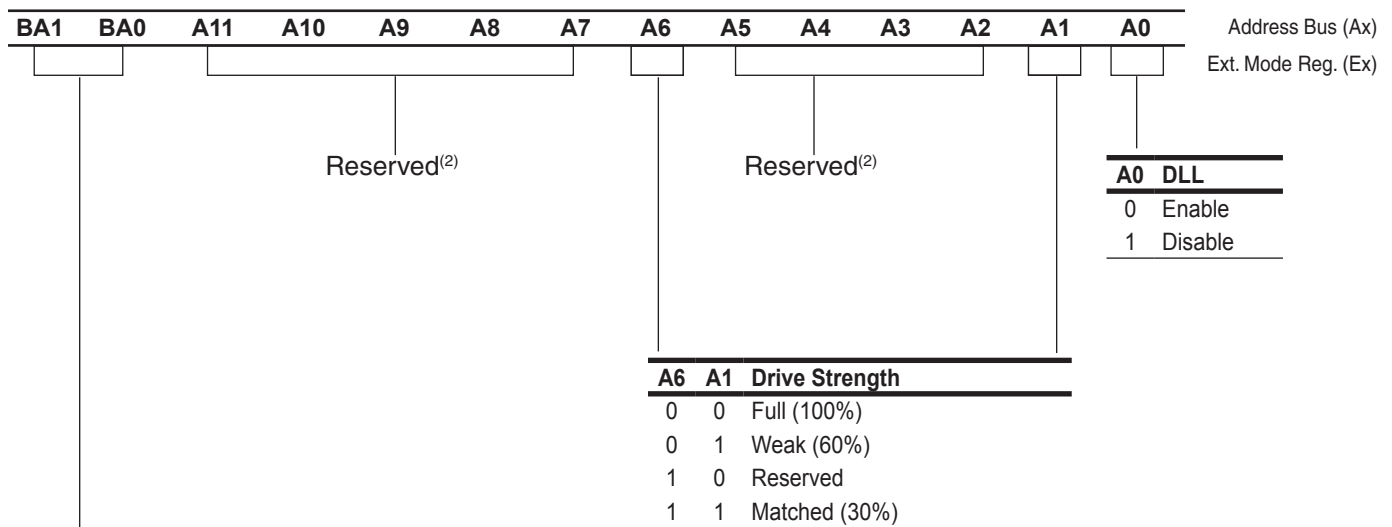 BA1 BA0 A11 A10 A9 A8 A7 A6 A5 A4 A3 A2 A1 A0 Address Bus (Ax)
Ext. Mode Reg. (Ex)
Reserved(2) Reserved(2)
A0 DLL
0 Enable
1 Disable
A6 A1 Drive Strength
0 0 Full (100%)
0 1 Weak (60%)
1 0 Reserved
1 1 Matched (30%)